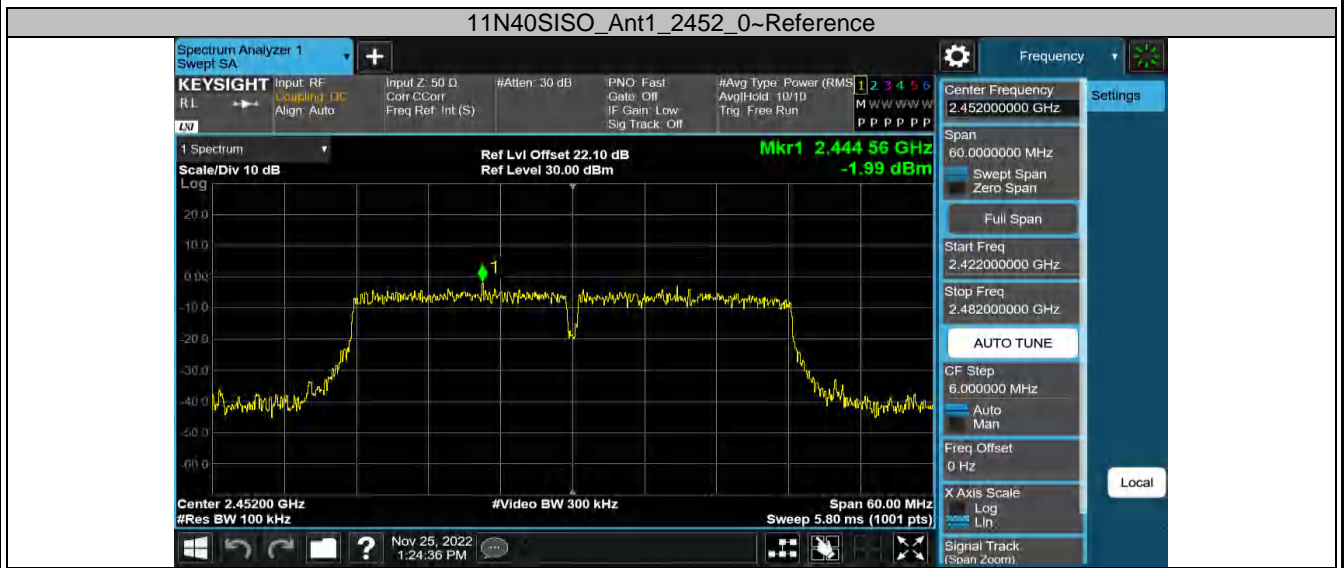 11N40SISO_Ant1_2452_0~Reference
Spectrum Analyzer 1
Swept SA
+
Frequency
KEYSIGHT
RL
LXI
Input: RF
Coupling: DC
Align: Auto
Input Z: 50 Ω
Corr CCorr
Freq Ref: Int (S)
#Atten: 30 dB
PNO: Fast
Gate: Off
IF Gain: Low
Sig Track: Off
#Avg Type: Power (RMS
Avg|Hold: 10/10
Trig: Free Run
1 2 3 4 5 6
M W W W W W
P P P P P P
1 Spectrum
Scale/Div 10 dB
Ref Lvl Offset 22.10 dB
Ref Level 30.00 dBm
Mkr1 2.444 56 GHz
-1.99 dBm
Log
20.0
10.0
0.00
-10.0
-20.0
-30.0
-40.0
-50.0
-60.0
1
Center 2.45200 GHz
#Res BW 100 kHz
#Video BW 300 kHz
Span 60.00 MHz
Sweep 5.80 ms (1001 pts)
Center Frequency
2.452000000 GHz
Settings
Span
60.0000000 MHz
Swept Span
Zero Span
Full Span
Start Freq
2.422000000 GHz
Stop Freq
2.482000000 GHz
AUTO TUNE
CF Step
6.000000 MHz
Auto
Man
Freq Offset
0 Hz
X Axis Scale
Log
Lin
Local
Signal Track
(Span Zoom)
?
Nov 25, 2022
1:24:36 PM